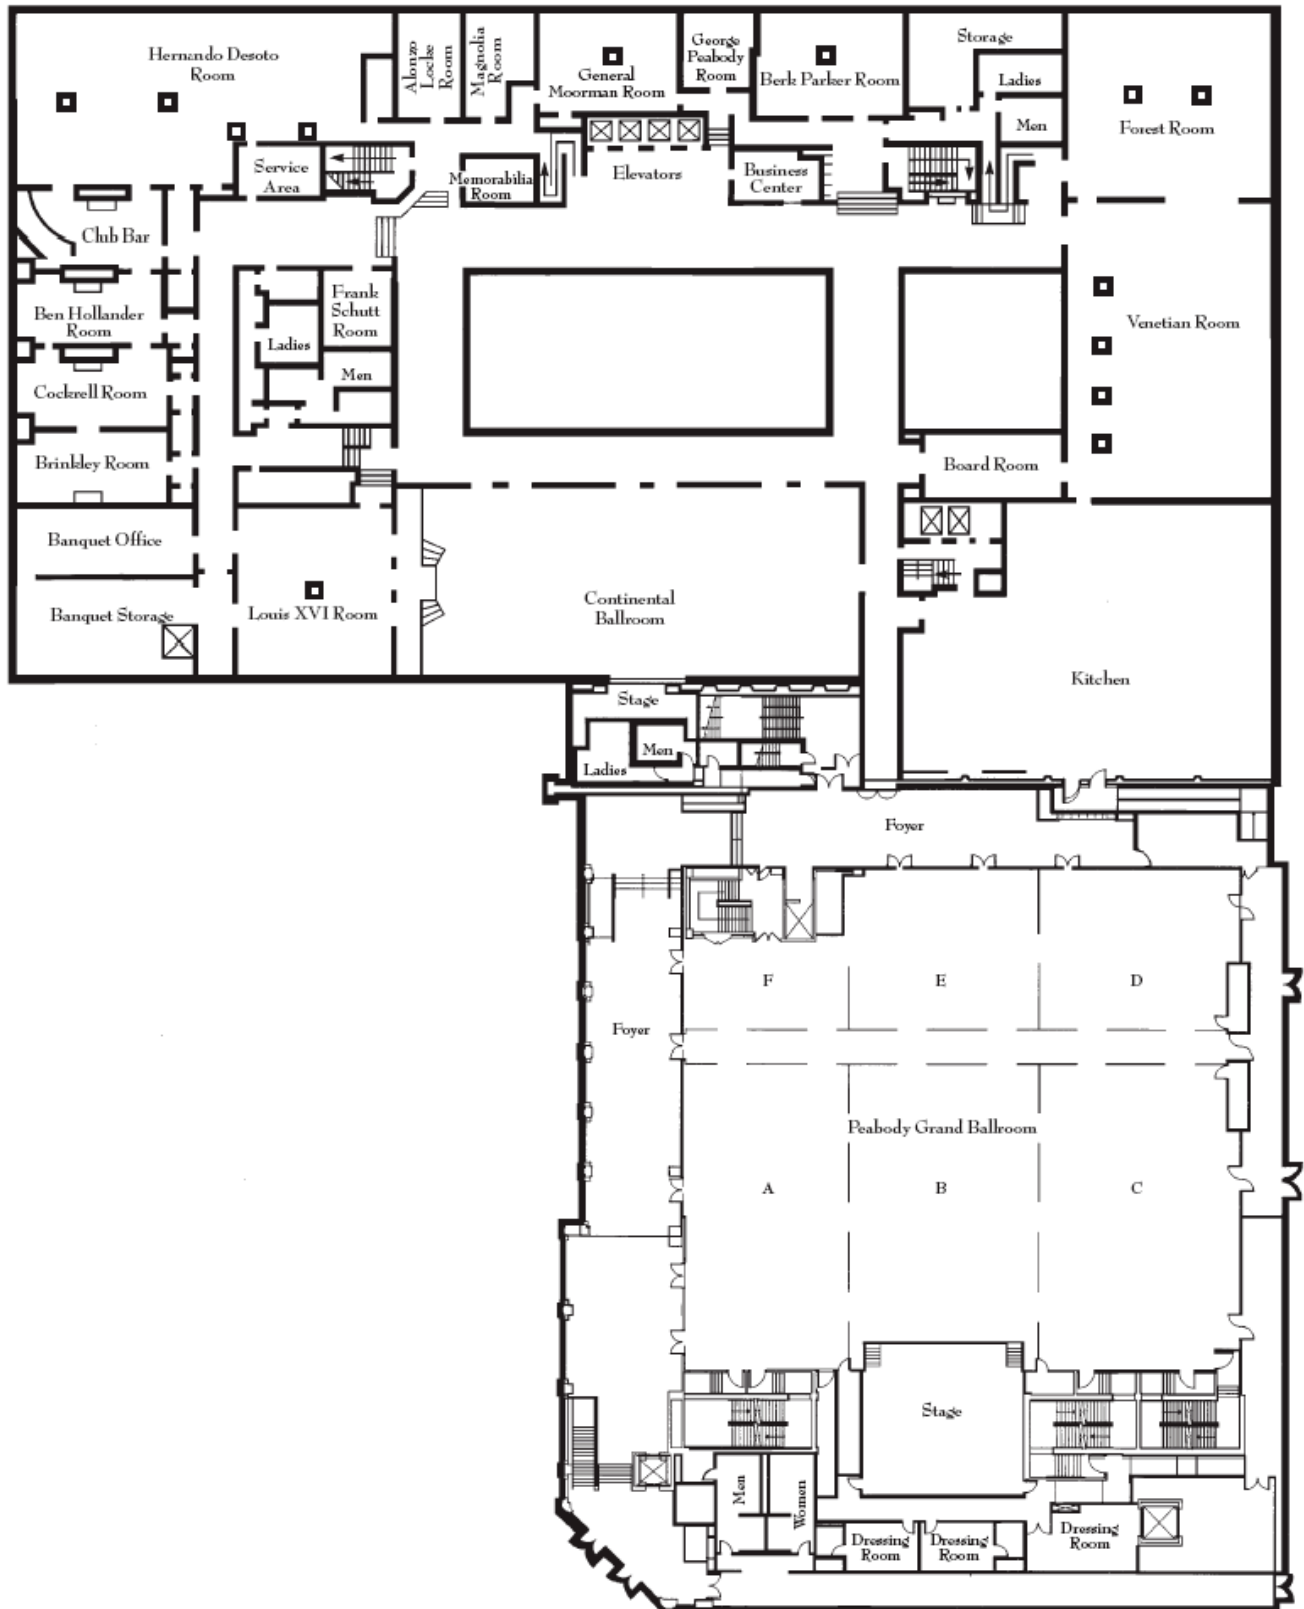 Hernando Desoto
Room
Alonzo
Locke
Room
Magnolia
Room
General
Moorman Room
George
Peabody
Room
Berk Parker Room
Storage
Ladies
Men
Forest Room
Service
Area
Memorabilia
Room
Elevators
Business
Center
Club Bar
Ben Hollander
Room
Frank
Schutt
Room
Ladies
Men
Venetian Room
Cockrell Room
Brinkley Room
Board Room
Banquet Office
Banquet Storage
Louis XVI Room
Continental
Ballroom
Kitchen
Stage
Men
Ladies
Foyer
F
E
D
Foyer
Peabody Grand Ballroom
A
B
C
Stage
Men
Women
Dressing
Room
Dressing
Room
Dressing
Room